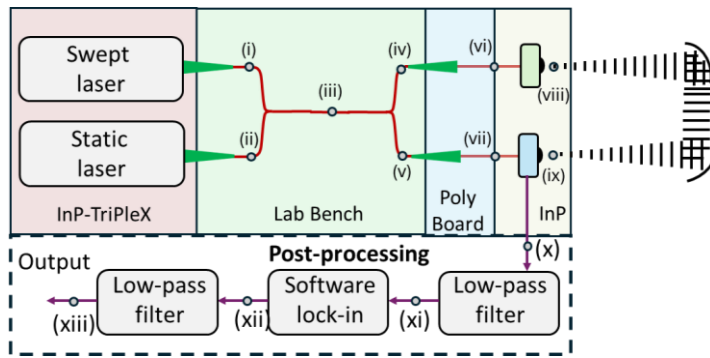 Swept
laser
(i)
(iv)
(vi)
(iii)
(viii)
Static
laser
(ii)
(v)
(vii)
(ix)
InP-TriPleX
Lab Bench
Poly
Board
InP
Output
Post-processing
(x)
Low-pass
filter
Software
lock-in
Low-pass
filter
(xiii)
(xii)
(xi)